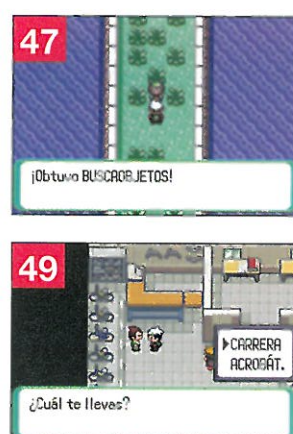 47
¡Obtuvo BUSCAOBJETOS!
49
▶CARRERA
ACROBÁT.
¿Cuál te llevas?